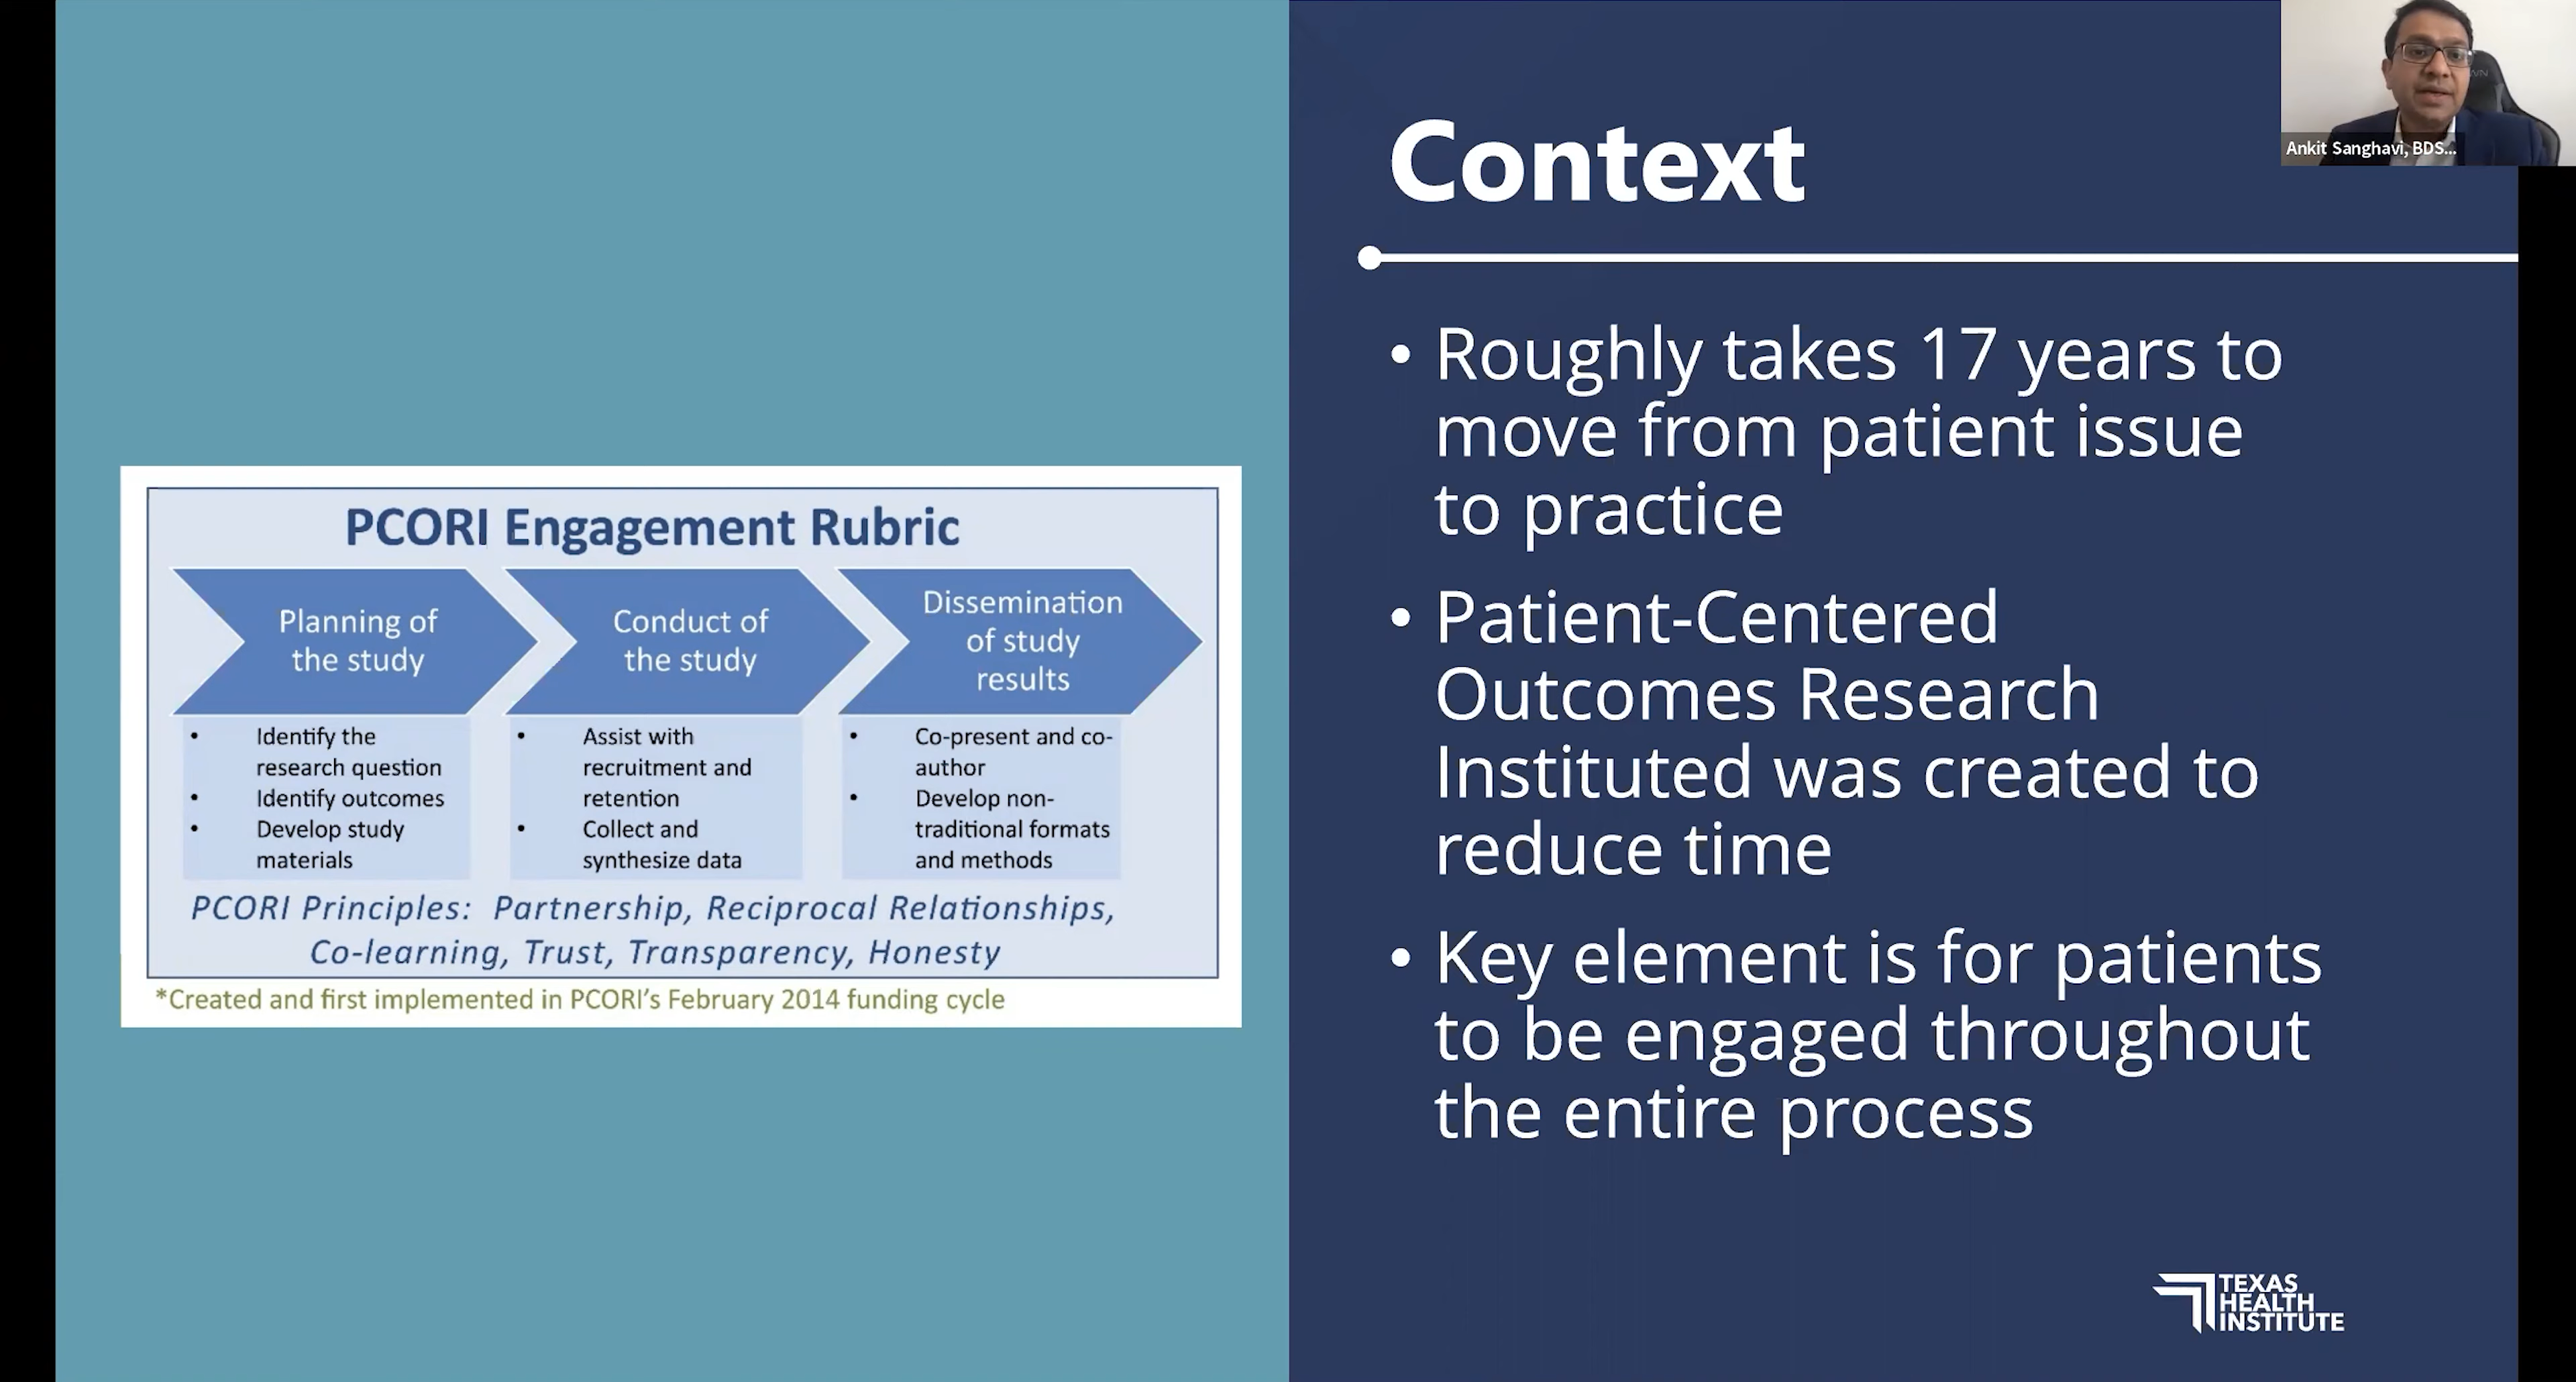 PCORI Engagement Rubric
Planning of
the study
• Identify the
research question
• Identify outcomes
• Develop study
materials
Conduct of
the study
• Assist with
recruitment and
retention
• Collect and
synthesize data
Dissemination
of study
results
• Co-present and co-
author
• Develop non-
traditional formats
and methods
PCORI Principles: Partnership, Reciprocal Relationships,
Co-learning, Trust, Transparency, Honesty
*Created and first implemented in PCORI's February 2014 funding cycle
Context
• Roughly takes 17 years to
move from patient issue
to practice
• Patient-Centered
Outcomes Research
Instituted was created to
reduce time
• Key element is for patients
to be engaged throughout
the entire process
Ankit Sanghavi, BDS...
TEXAS
HEALTH
INSTITUTE